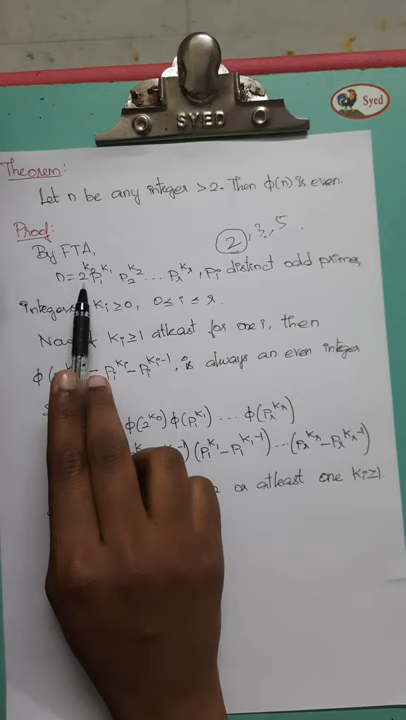 SYED
Syed
Theorem:
Let n be any integer > 2. Then φ(n) is even.
Proof:
By FTA,
2, 3, 5.
n = 2^k₀ p₁^k₁ p₂^k₂ ... pᵣ^kᵣ, pᵢ distinct odd primes,
integers kᵢ ≥ 0, 0 ≤ i ≤ r.
Now kᵢ ≥ 1 atleast for one i, then
φ( = pᵢ^kᵢ - pᵢ^(kᵢ-1), is always an even integer
φ(2^k₀) φ(p₁^k₁) ... φ(pᵣ^kᵣ)
(p₁^k₁ - p₁^(k₁-1)) ... (pᵣ^kᵣ - pᵣ^(kᵣ-1))
or atleast one kᵢ ≥ 1.